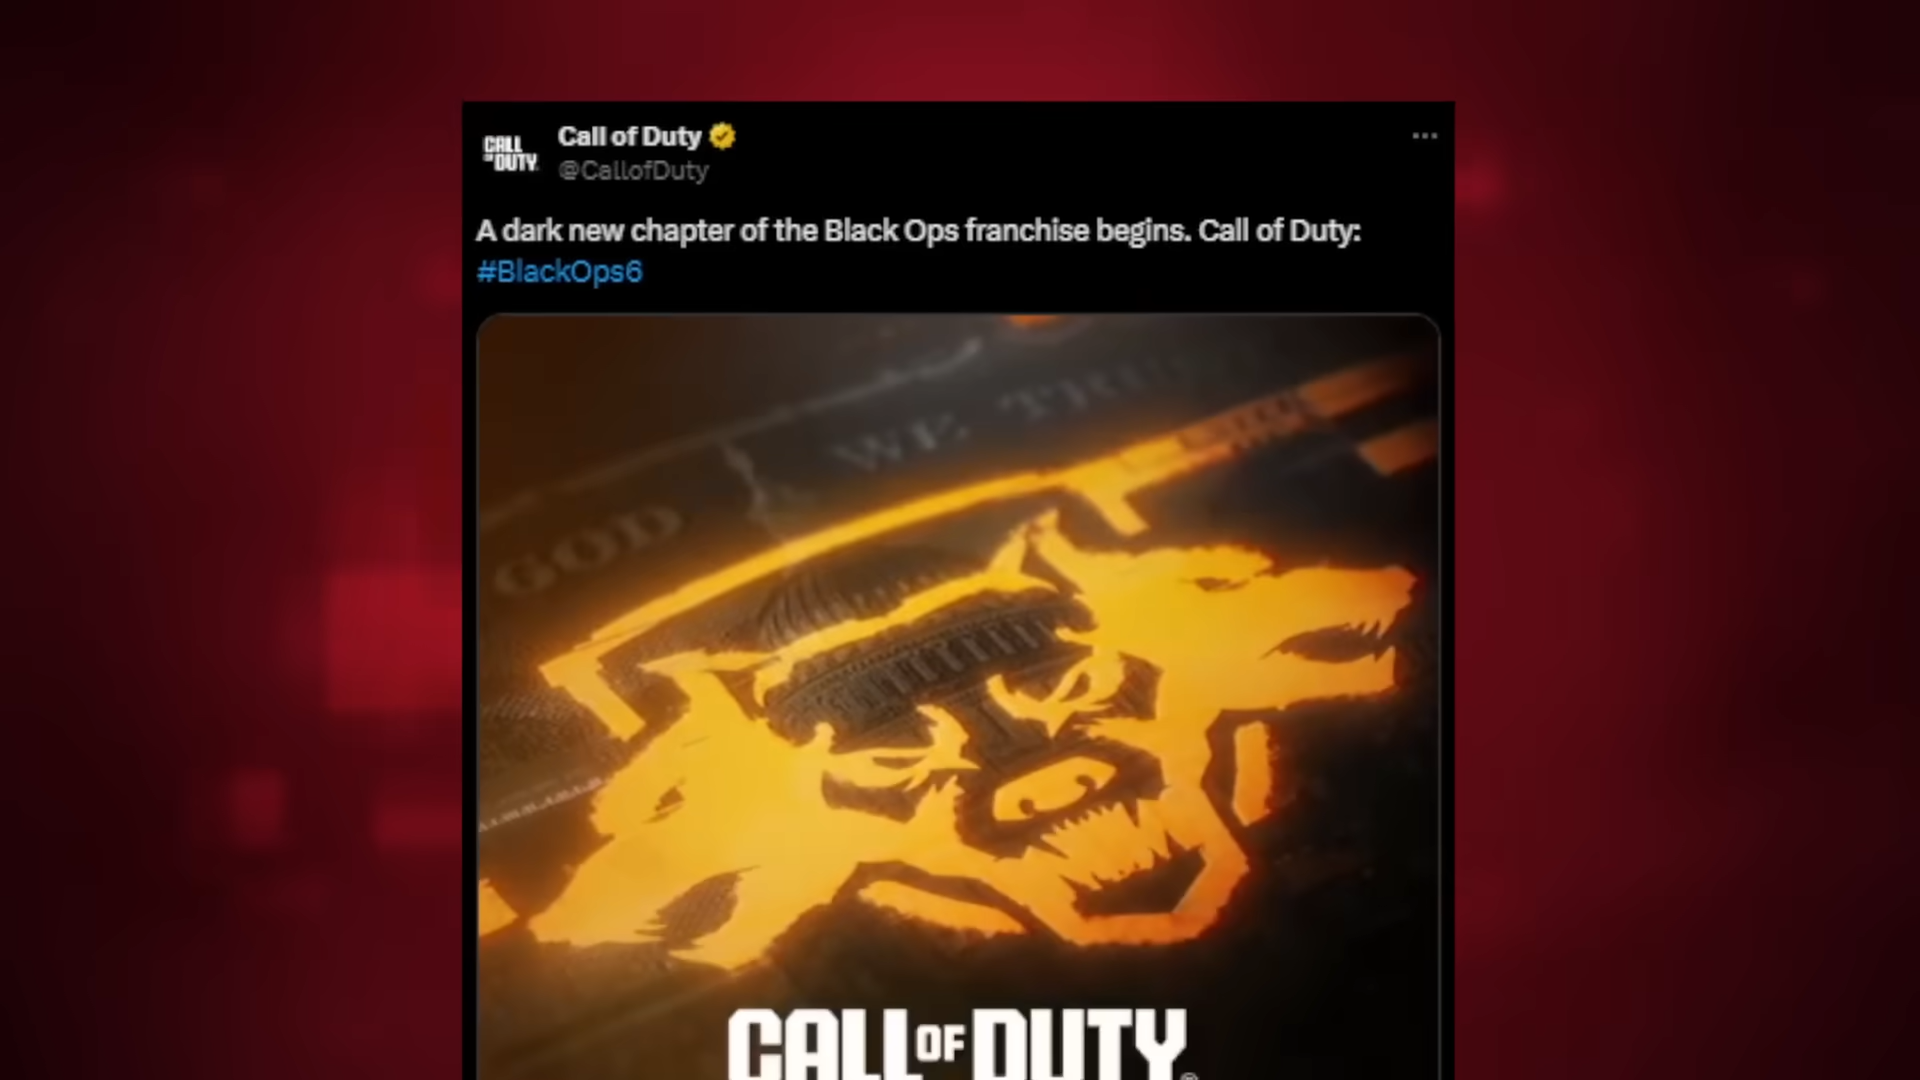 CALL
OF DUTY
Call of Duty
@CallofDuty
A dark new chapter of the Black Ops franchise begins. Call of Duty:
#BlackOps6
GOD WE TRUST
CALL OF DUTY